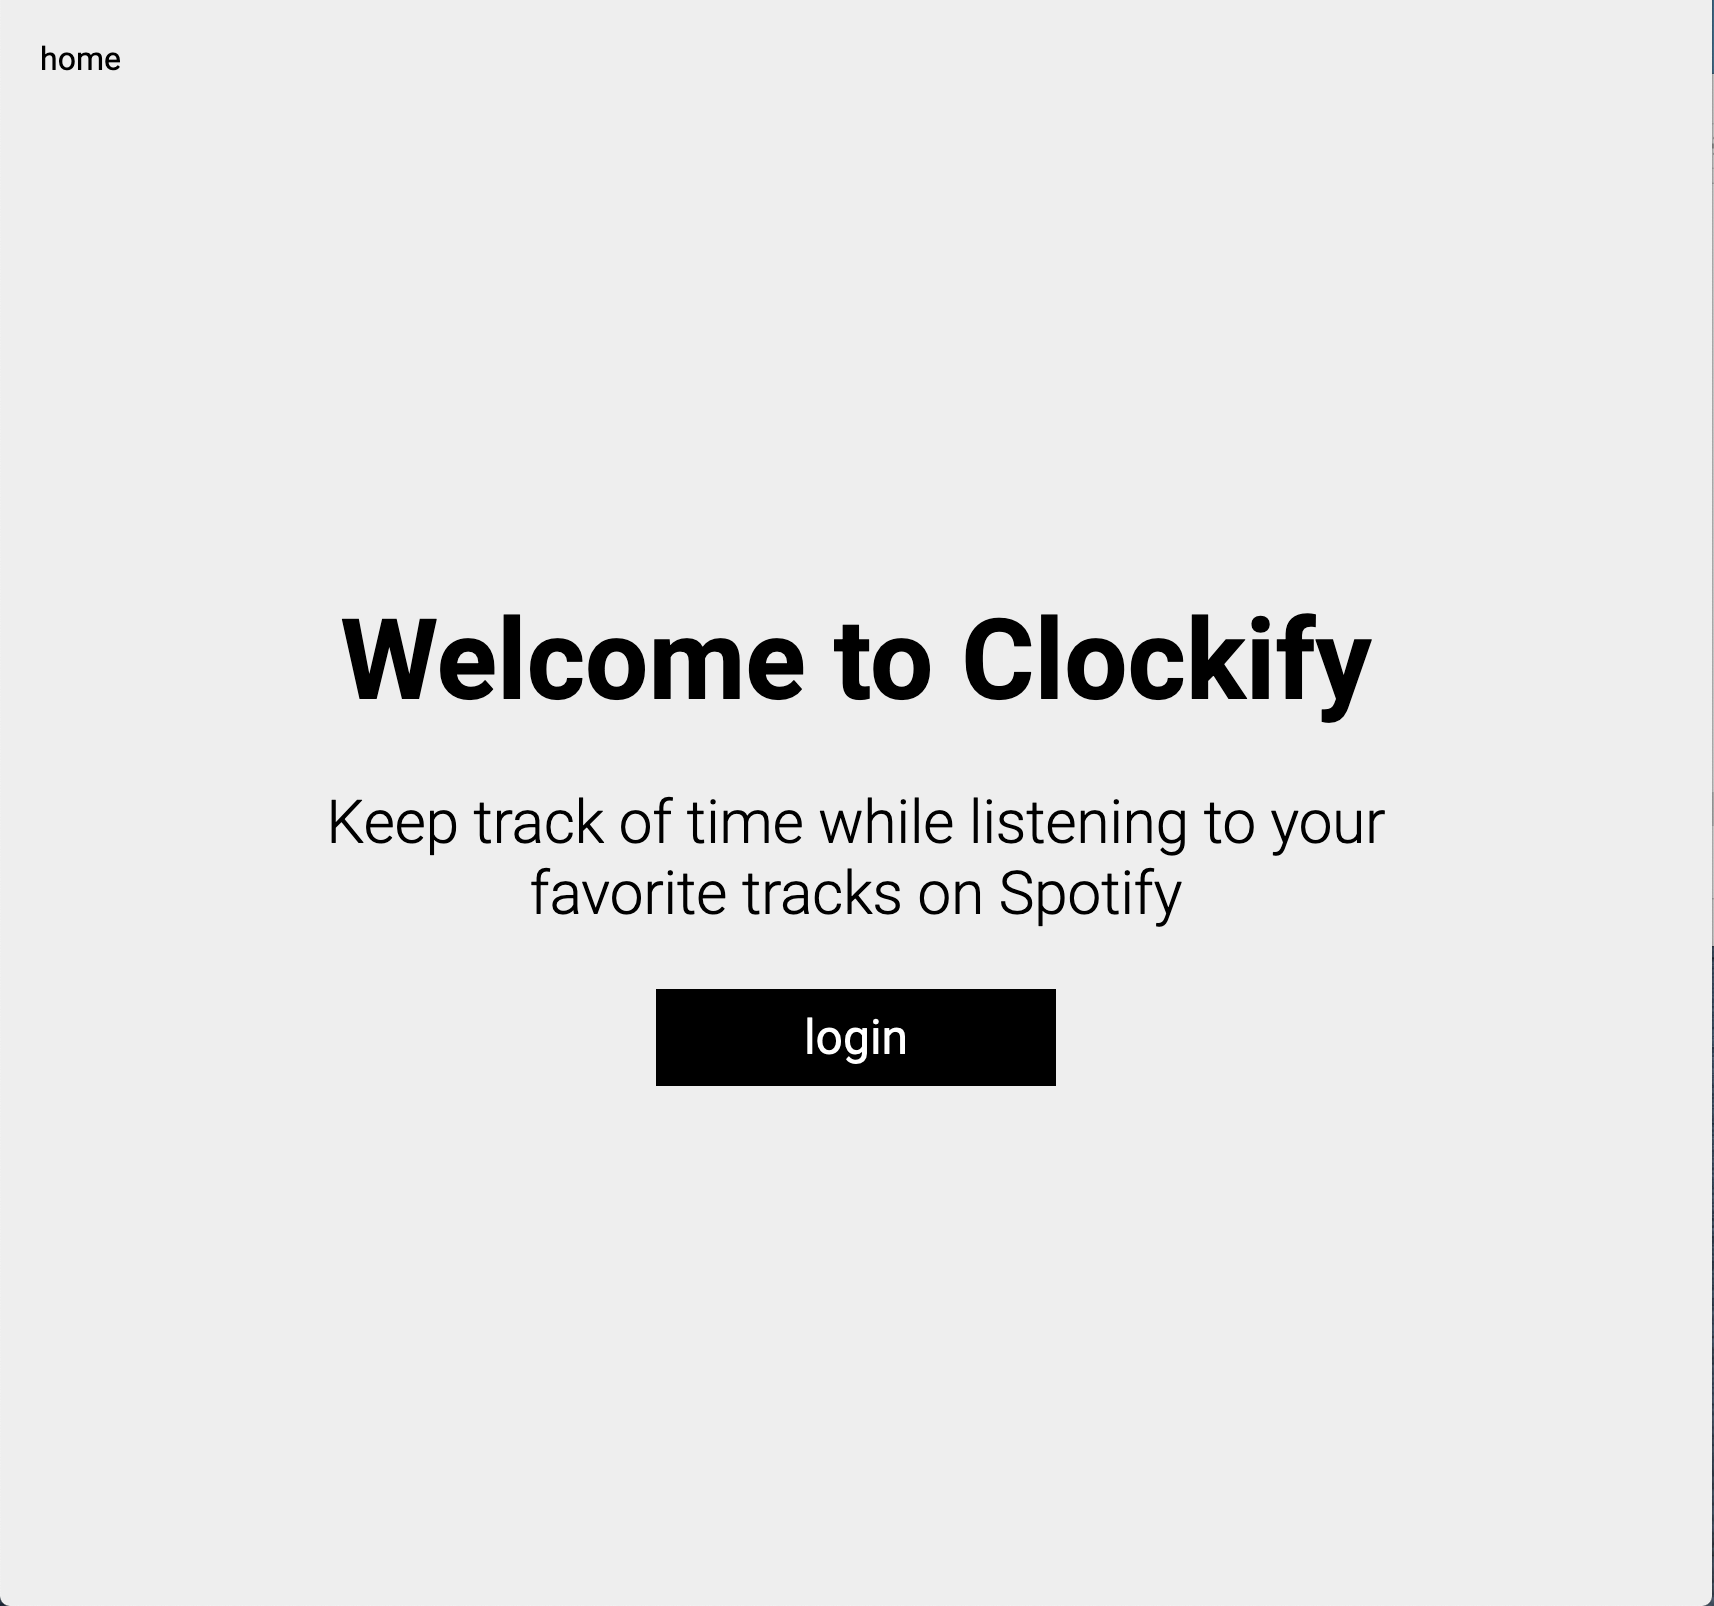 home
Welcome to Clockify
Keep track of time while listening to your
favorite tracks on Spotify
login